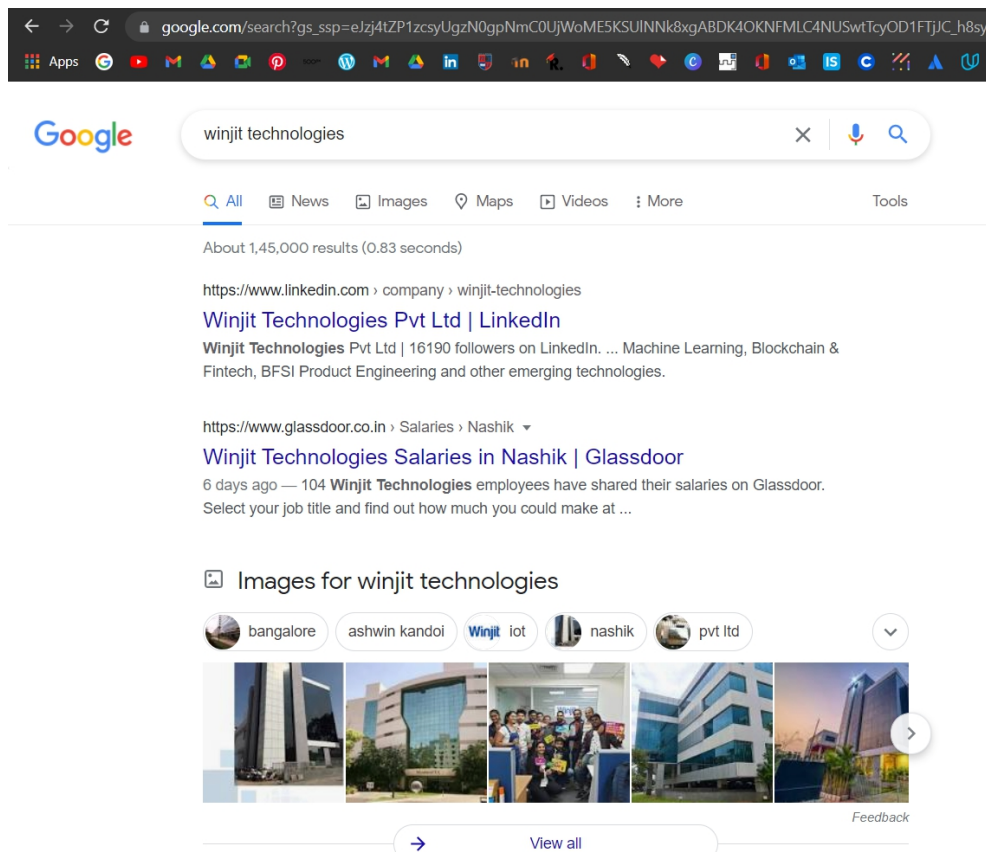 google.com/search?gs_ssp=eJzj4tZP1zcsyUgzN0gpNmC0UjWoME5KSUlNNk8xgABDK4OKNFMLC4NUSwtTcyOD1FTjJC_h8sy
Apps
Google
winjit technologies
All News Images Maps Videos More Tools
About 1,45,000 results (0.83 seconds)
https://www.linkedin.com › company › winjit-technologies
Winjit Technologies Pvt Ltd | LinkedIn
Winjit Technologies Pvt Ltd | 16190 followers on LinkedIn. ... Machine Learning, Blockchain &
Fintech, BFSI Product Engineering and other emerging technologies.
https://www.glassdoor.co.in › Salaries › Nashik
Winjit Technologies Salaries in Nashik | Glassdoor
6 days ago — 104 Winjit Technologies employees have shared their salaries on Glassdoor.
Select your job title and find out how much you could make at ...
Images for winjit technologies
bangalore ashwin kandoi Winjit iot nashik pvt ltd
Feedback
View all